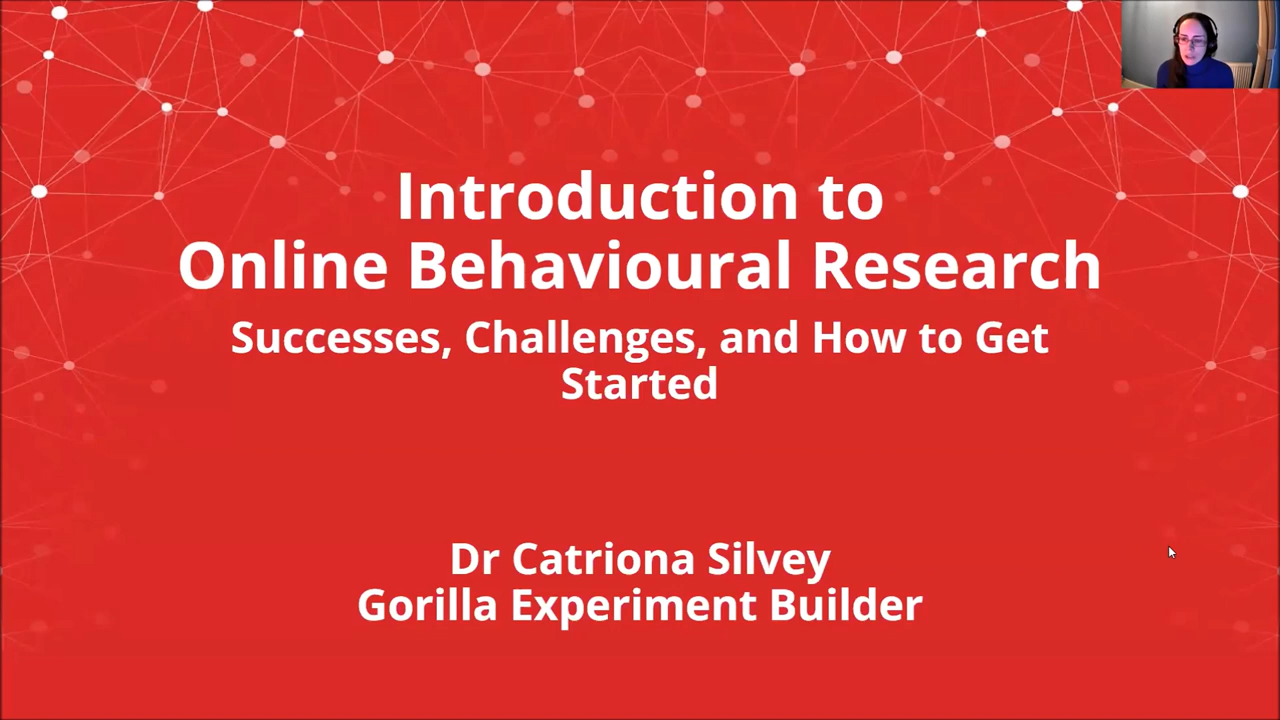 Introduction to
Online Behavioural Research
Successes, Challenges, and How to Get
Started
Dr Catriona Silvey
Gorilla Experiment Builder